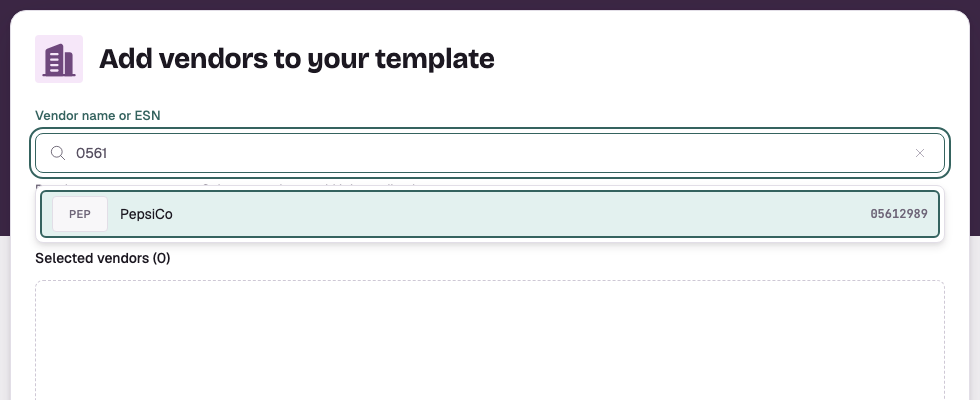 Add vendors to your template
Vendor name or ESN
0561
PEP PepsiCo 05612989
Selected vendors (0)